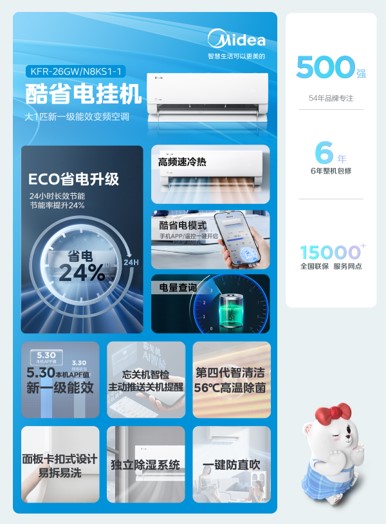 Midea
智慧生活可以更美的
KFR-26GW/N8KS1-1
酷省电挂机
大1匹新一级能效变频空调
ECO省电升级
24小时长效节能
节能率提升24%
省电
24%
24H
高频速冷热
酷省电模式
手机APP/遥控一键开启
电量查询
5.30
3.30
5.30本机APF值
新一级能效
忘关机智检
主动推送关机提醒
第四代智清洁
56℃高温除菌
面板卡扣式设计
易拆易洗
独立除湿系统
一键防直吹
500强
54年品牌专注
6年
6年整机包修
15000+
全国联保 服务网点